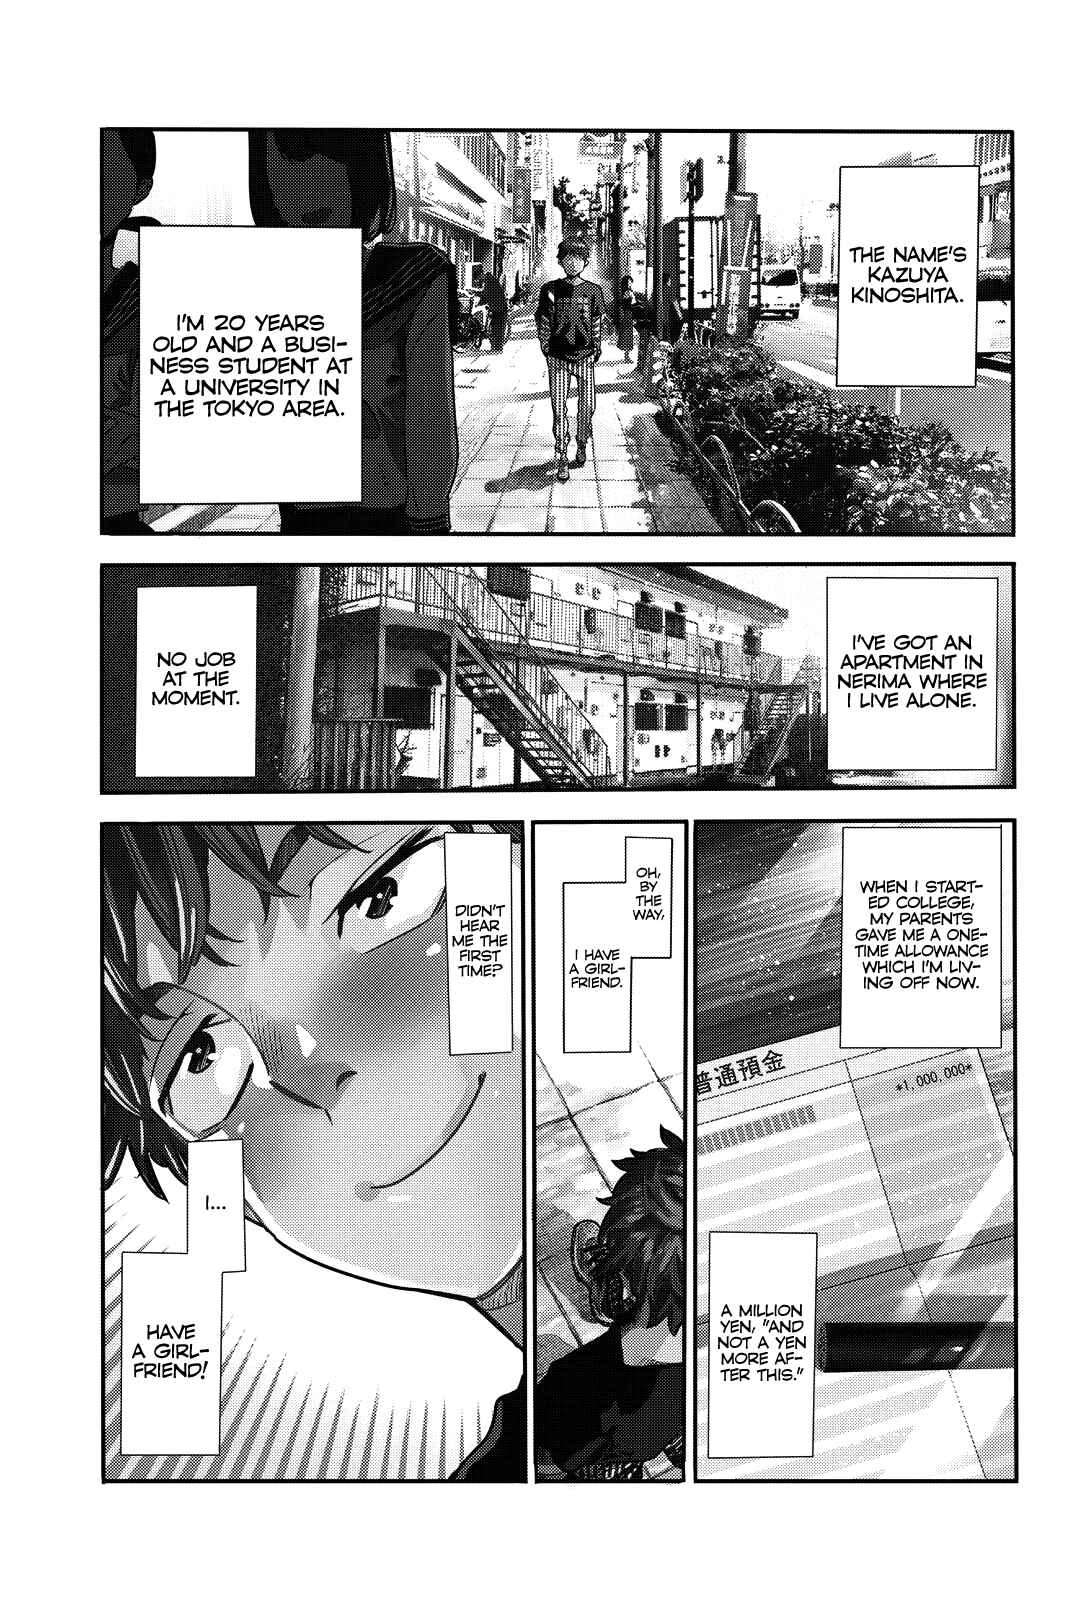 THE NAME'S
KAZUYA
KINOSHITA.
I'M 20 YEARS
OLD AND A BUSI-
NESS STUDENT AT
A UNIVERSITY IN
THE TOKYO AREA.
I'VE GOT AN
APARTMENT IN
NERIMA WHERE
I LIVE ALONE.
NO JOB
AT THE
MOMENT.
WHEN I START-
ED COLLEGE,
MY PARENTS
GAVE ME A ONE-
TIME ALLOWANCE
WHICH I'M LIV-
ING OFF NOW.
普通預金
*1,000,000*
A MILLION
YEN, "AND
NOT A YEN
MORE AF-
TER THIS."
OH,
BY
THE
WAY,
I HAVE
A GIRL-
FRIEND.
DIDN'T
HEAR
ME THE
FIRST
TIME?
I...
HAVE
A GIRL-
FRIEND!